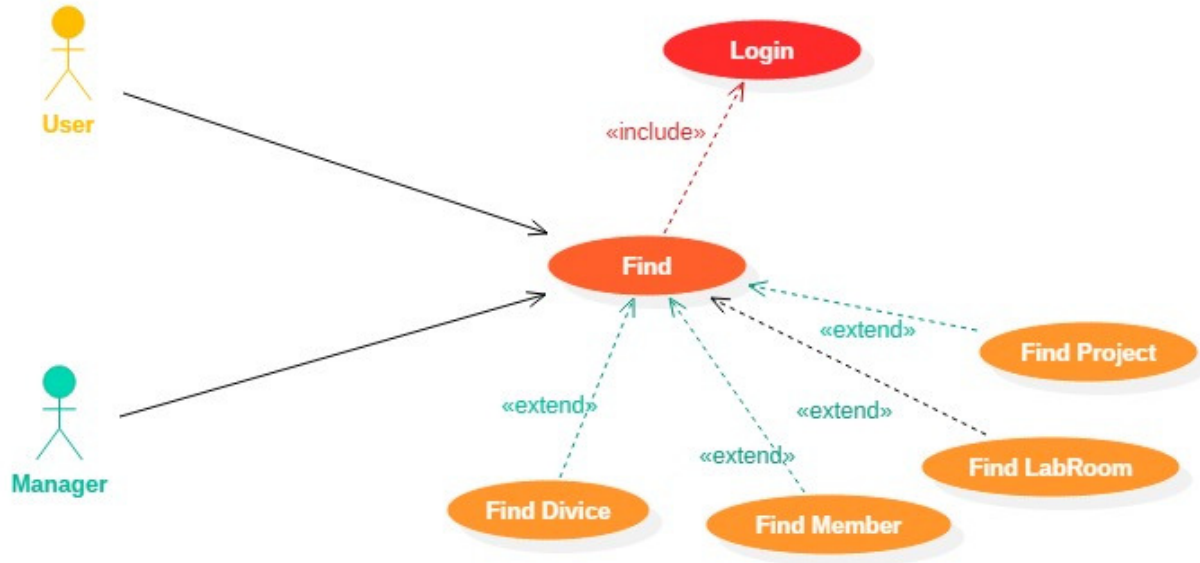 User
Login
«include»
Find
«extend»
Find Project
«extend»
«extend»
Manager
«extend»
Find LabRoom
Find Divice
Find Member